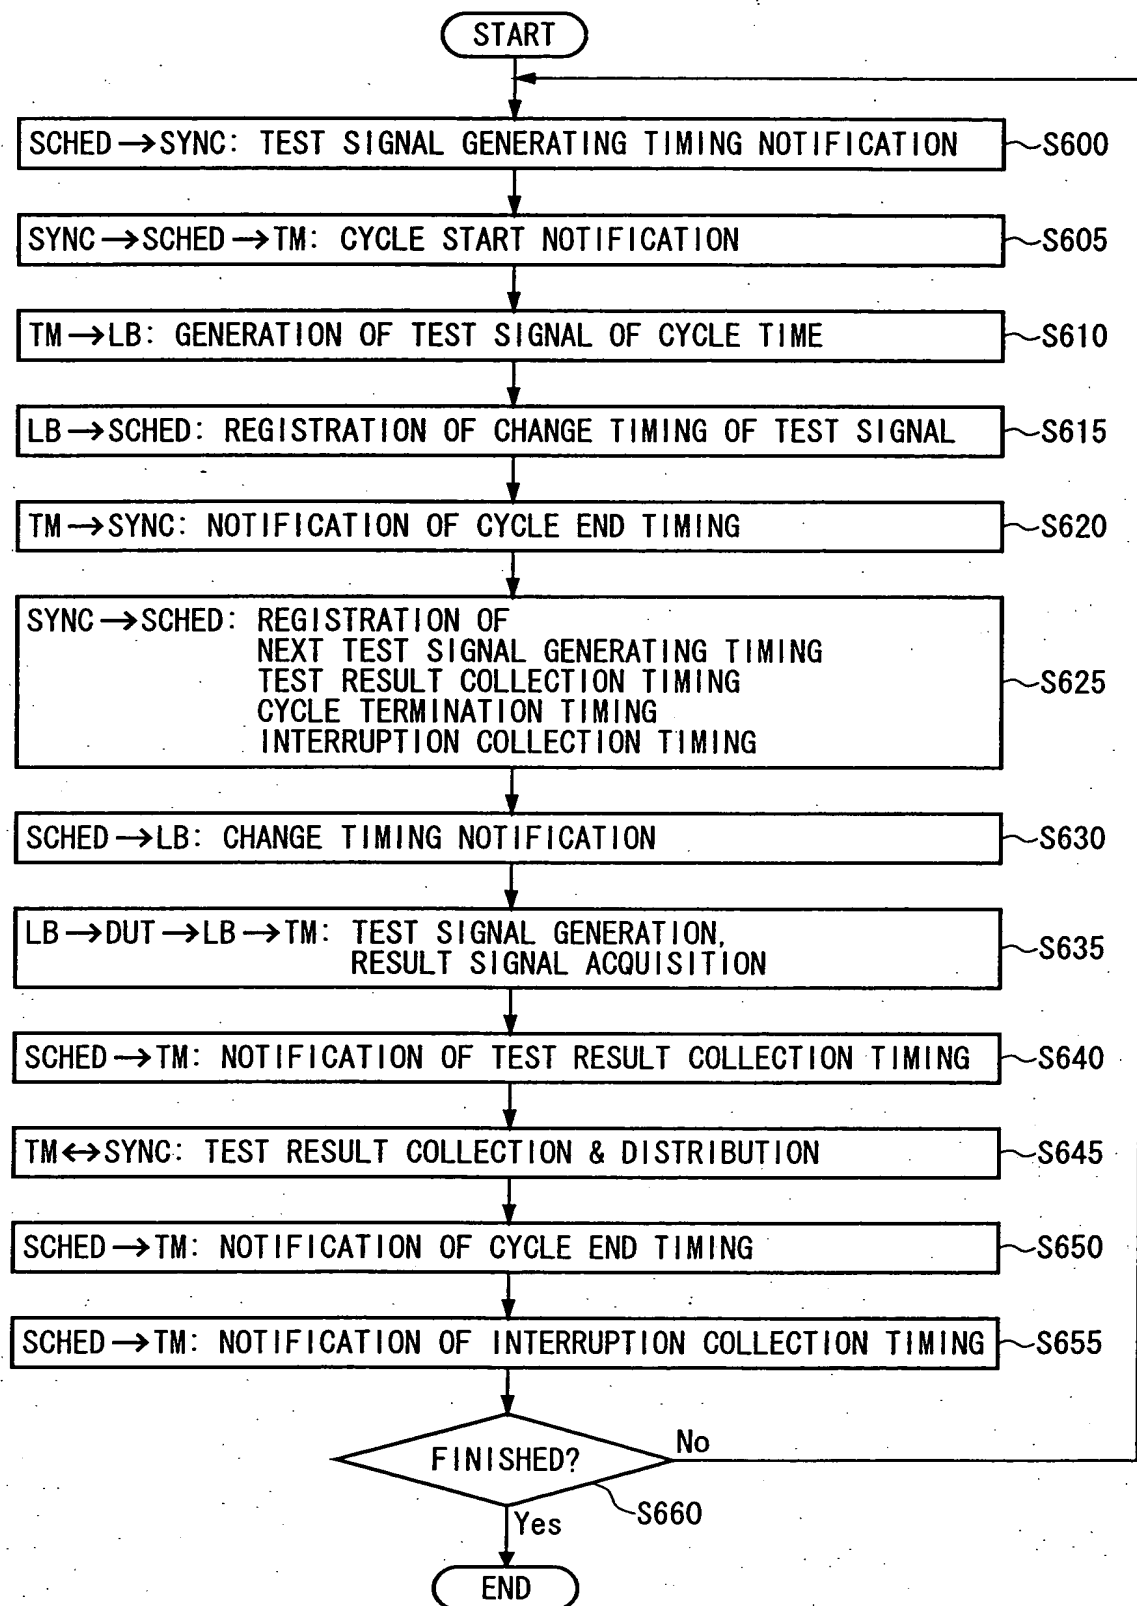 START
SCHED→SYNC: TEST SIGNAL GENERATING TIMING NOTIFICATION
S600
SYNC→SCHED→TM: CYCLE START NOTIFICATION
S605
TM→LB: GENERATION OF TEST SIGNAL OF CYCLE TIME
S610
LB→SCHED: REGISTRATION OF CHANGE TIMING OF TEST SIGNAL
S615
TM→SYNC: NOTIFICATION OF CYCLE END TIMING
S620
SYNC→SCHED: REGISTRATION OF
NEXT TEST SIGNAL GENERATING TIMING
TEST RESULT COLLECTION TIMING
CYCLE TERMINATION TIMING
INTERRUPTION COLLECTION TIMING
S625
SCHED→LB: CHANGE TIMING NOTIFICATION
S630
LB→DUT→LB→TM: TEST SIGNAL GENERATION,
RESULT SIGNAL ACQUISITION
S635
SCHED→TM: NOTIFICATION OF TEST RESULT COLLECTION TIMING
S640
TM↔SYNC: TEST RESULT COLLECTION & DISTRIBUTION
S645
SCHED→TM: NOTIFICATION OF CYCLE END TIMING
S650
SCHED→TM: NOTIFICATION OF INTERRUPTION COLLECTION TIMING
S655
FINISHED?
No
S660
Yes
END